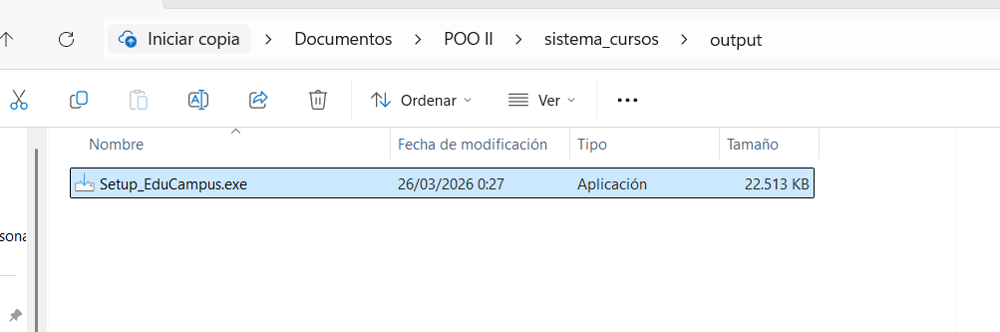 Iniciar copia > Documentos > POO II > sistema_cursos > output
Ordenar Ver
Nombre Fecha de modificación Tipo Tamaño
Setup_EduCampus.exe 26/03/2026 0:27 Aplicación 22.513 KB
sona